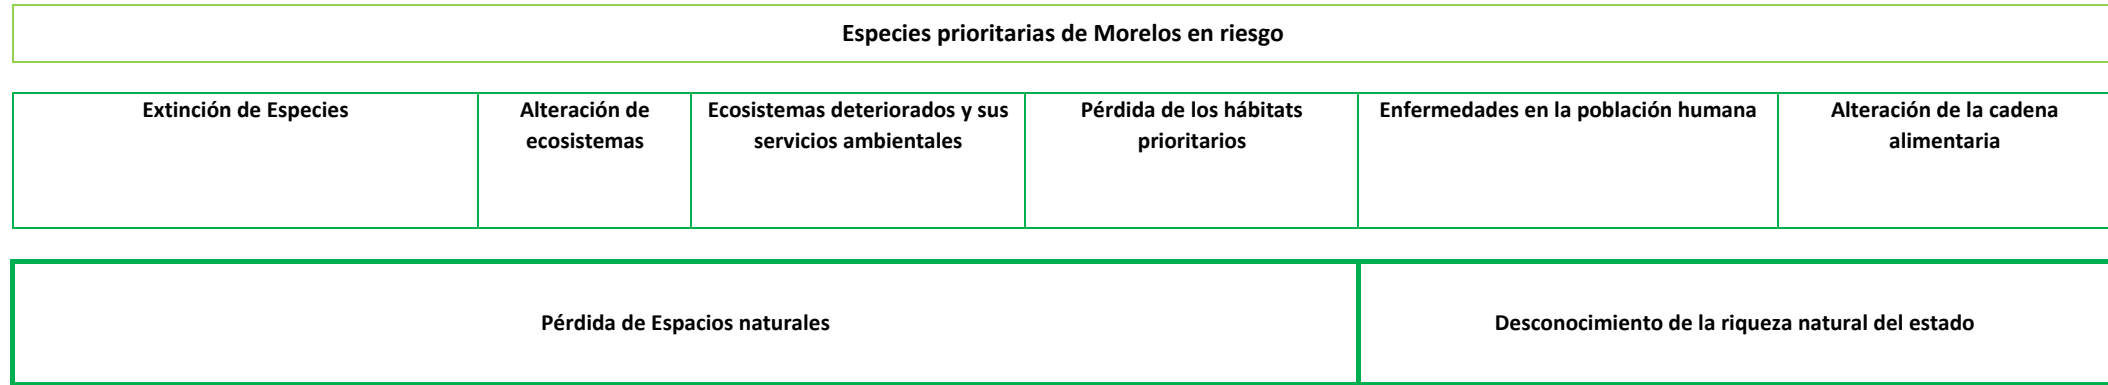 Especies prioritarias de Morelos en riesgo
Extinción de Especies
Alteración de
ecosistemas
Ecosistemas deteriorados y sus
servicios ambientales
Pérdida de los hábitats
prioritarios
Enfermedades en la población humana
Alteración de la cadena
alimentaria
Pérdida de Espacios naturales
Desconocimiento de la riqueza natural del estado